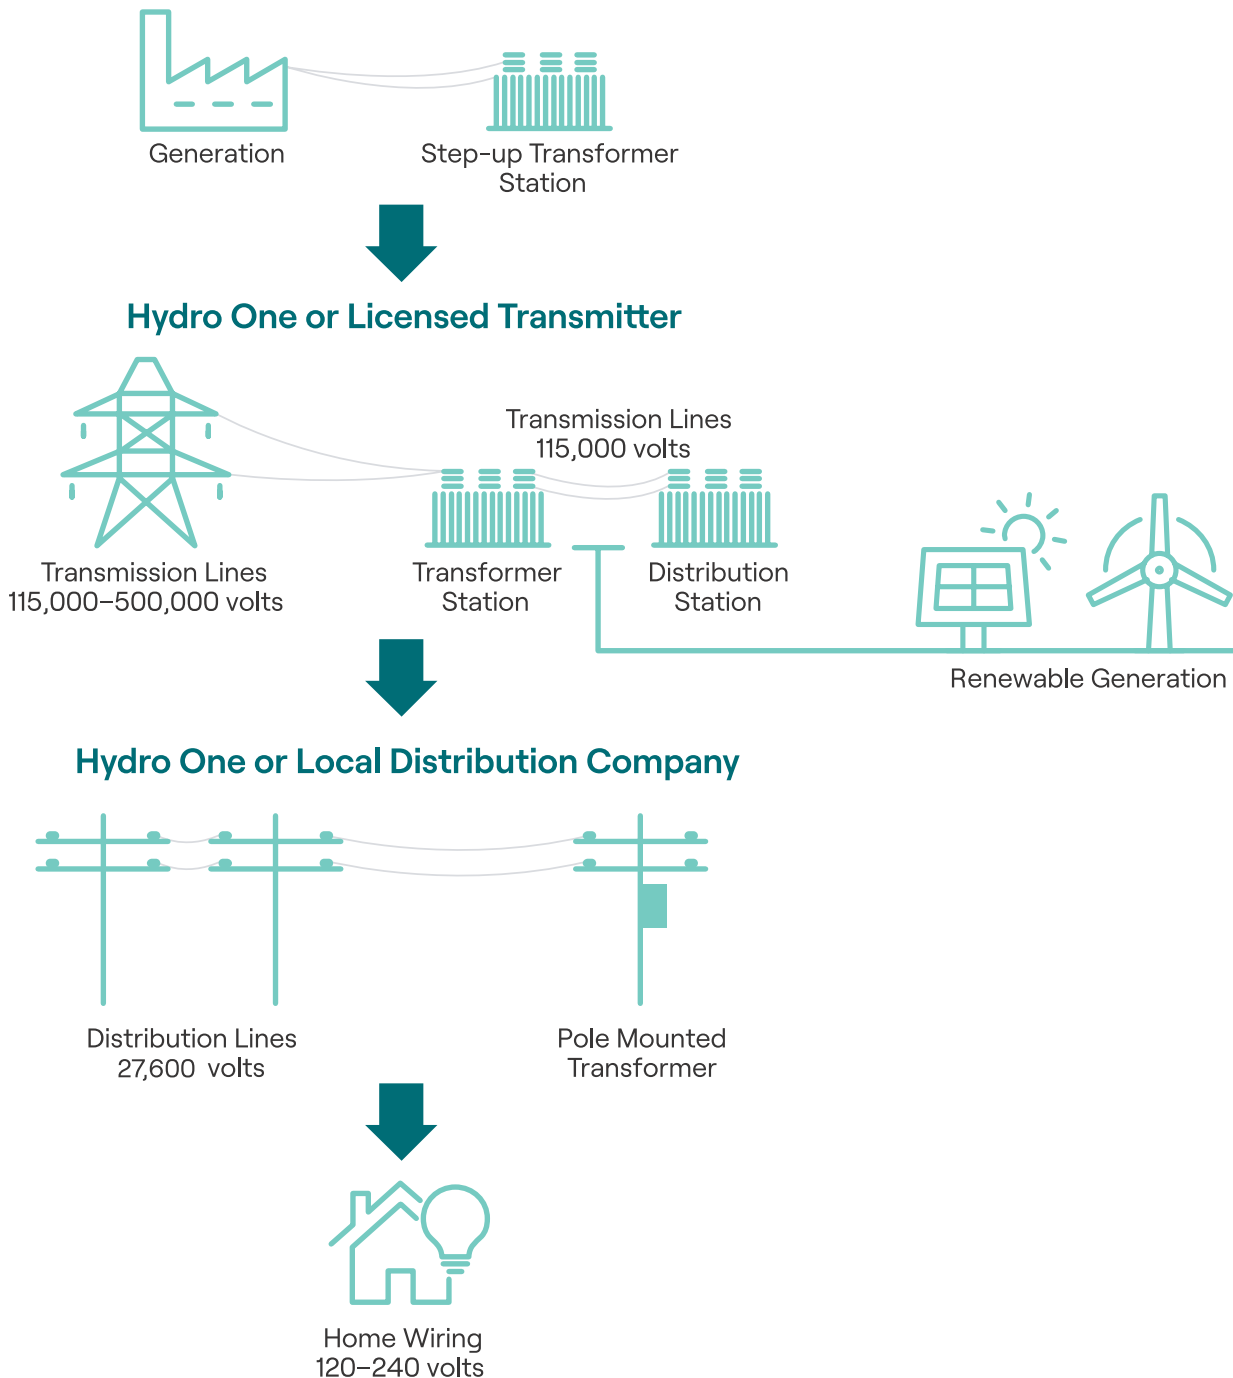 Generation
Step-up Transformer
Station
Hydro One or Licensed Transmitter
Transmission Lines
115,000 volts
Transmission Lines
115,000–500,000 volts
Transformer
Station
Distribution
Station
Renewable Generation
Hydro One or Local Distribution Company
Distribution Lines
27,600 volts
Pole Mounted
Transformer
Home Wiring
120–240 volts